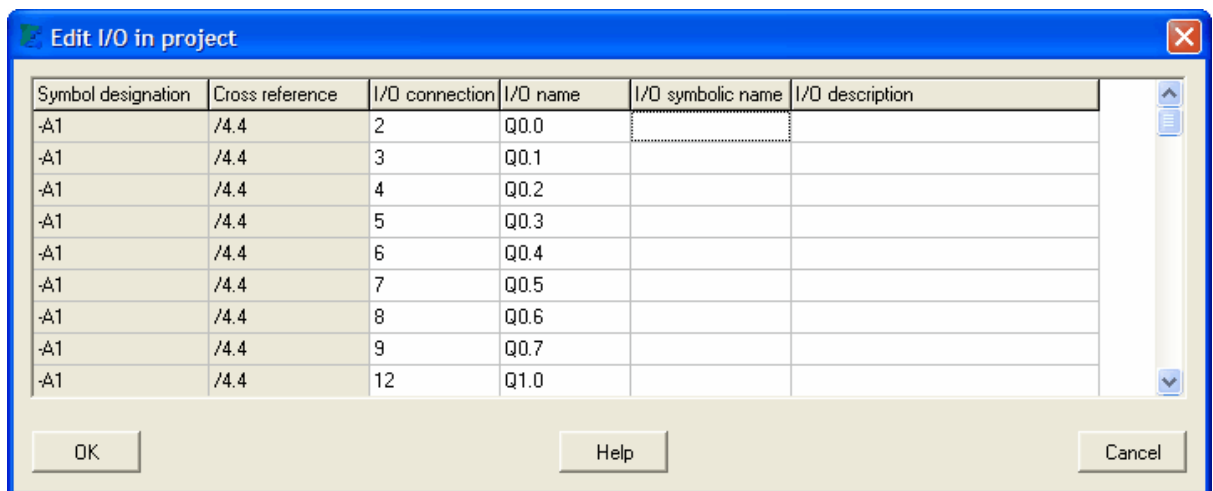 Edit I/O in project
Symbol designation Cross reference I/O connection I/O name I/O symbolic name I/O description
-A1 /4.4 2 Q0.0
-A1 /4.4 3 Q0.1
-A1 /4.4 4 Q0.2
-A1 /4.4 5 Q0.3
-A1 /4.4 6 Q0.4
-A1 /4.4 7 Q0.5
-A1 /4.4 8 Q0.6
-A1 /4.4 9 Q0.7
-A1 /4.4 12 Q1.0
OK Help Cancel